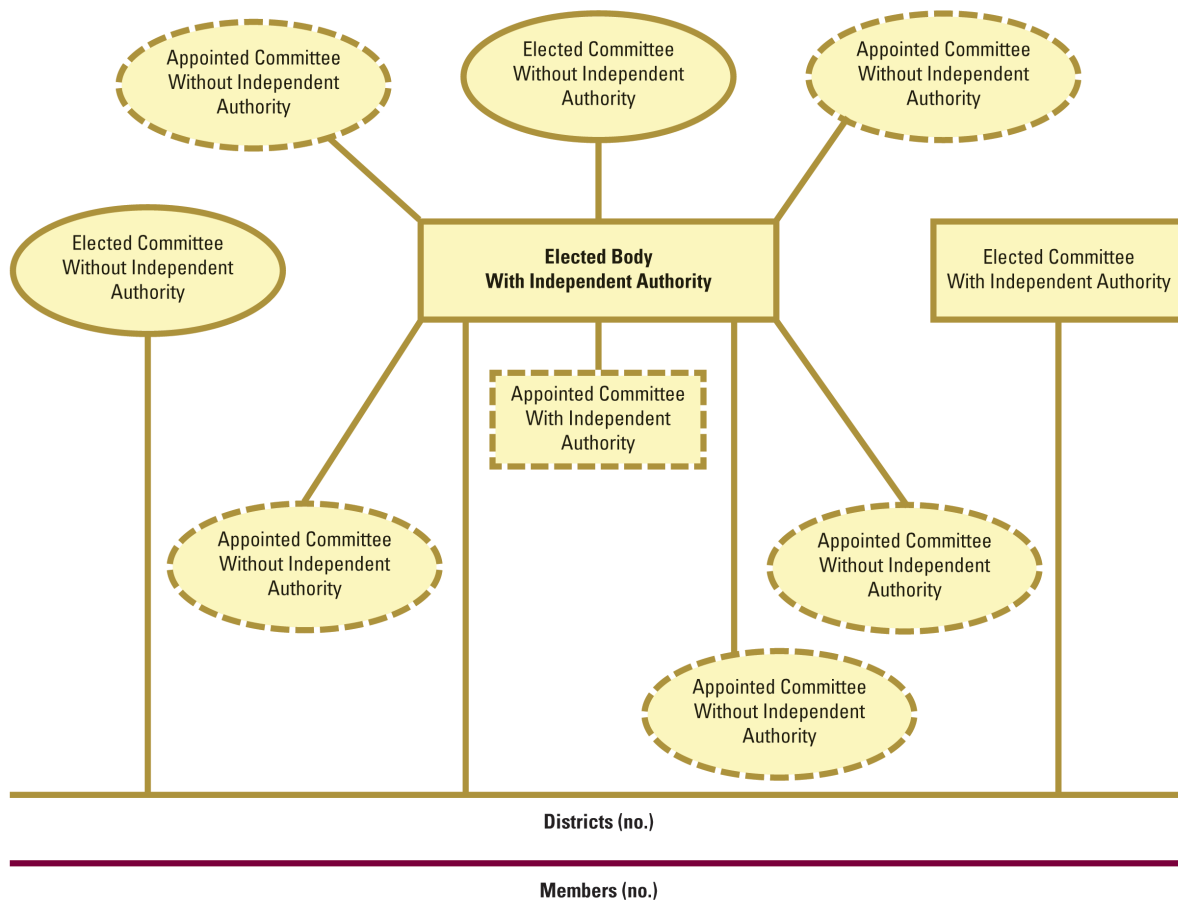 Appointed Committee
Without Independent
Authority
Elected Committee
Without Independent
Authority
Appointed Committee
Without Independent
Authority
Elected Committee
Without Independent
Authority
Elected Body
With Independent Authority
Elected Committee
With Independent Authority
Appointed Committee
With Independent
Authority
Appointed Committee
Without Independent
Authority
Appointed Committee
Without Independent
Authority
Appointed Committee
Without Independent
Authority
Districts (no.)
Members (no.)